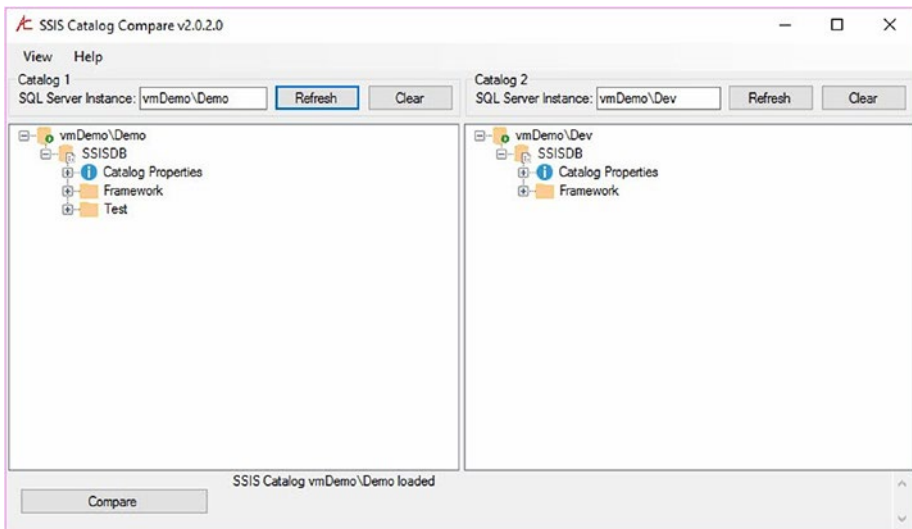 SSIS Catalog Compare v2.0.2.0
View Help
Catalog 1
SQL Server Instance: vmDemo\Demo Refresh Clear
vmDemo\Demo
SSISDB
Catalog Properties
Framework
Test
Catalog 2
SQL Server Instance: vmDemo\Dev Refresh Clear
vmDemo\Dev
SSISDB
Catalog Properties
Framework
Compare
SSIS Catalog vmDemo\Demo loaded